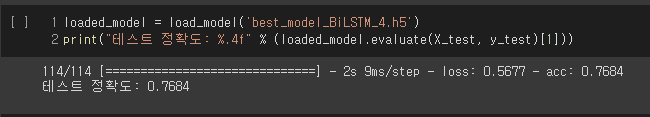 [ ] 1 loaded_model = load_model('best_model_BiLSTM_4.h5')
2 print("테스트 정확도: %.4f" % (loaded_model.evaluate(X_test, y_test)[1]))
114/114 [==============================] - 2s 9ms/step - loss: 0.5677 - acc: 0.7684
테스트 정확도: 0.7684